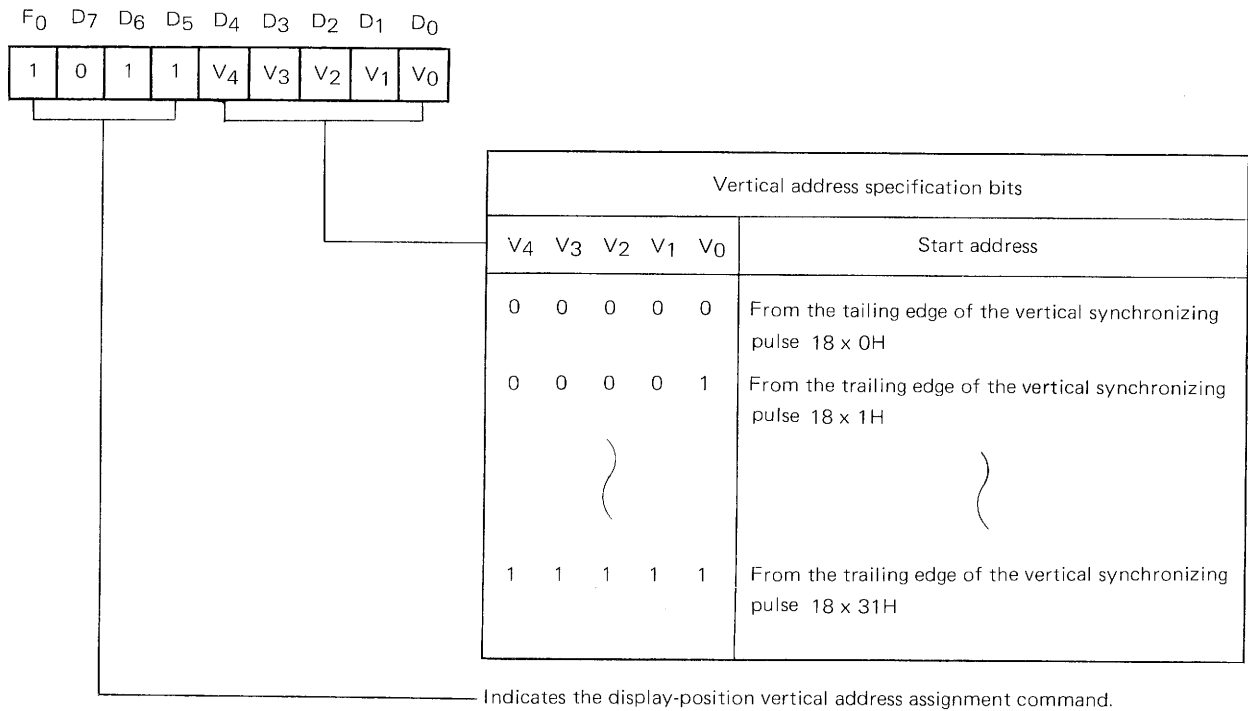 F0 D7 D6 D5 D4 D3 D2 D1 D0
1 0 1 1 V4 V3 V2 V1 V0
Vertical address specification bits
V4 V3 V2 V1 V0 Start address
0 0 0 0 0 From the tailing edge of the vertical synchronizing
pulse 18 x 0H
0 0 0 0 1 From the trailing edge of the vertical synchronizing
pulse 18 x 1H
1 1 1 1 1 From the trailing edge of the vertical synchronizing
pulse 18 x 31H
Indicates the display-position vertical address assignment command.